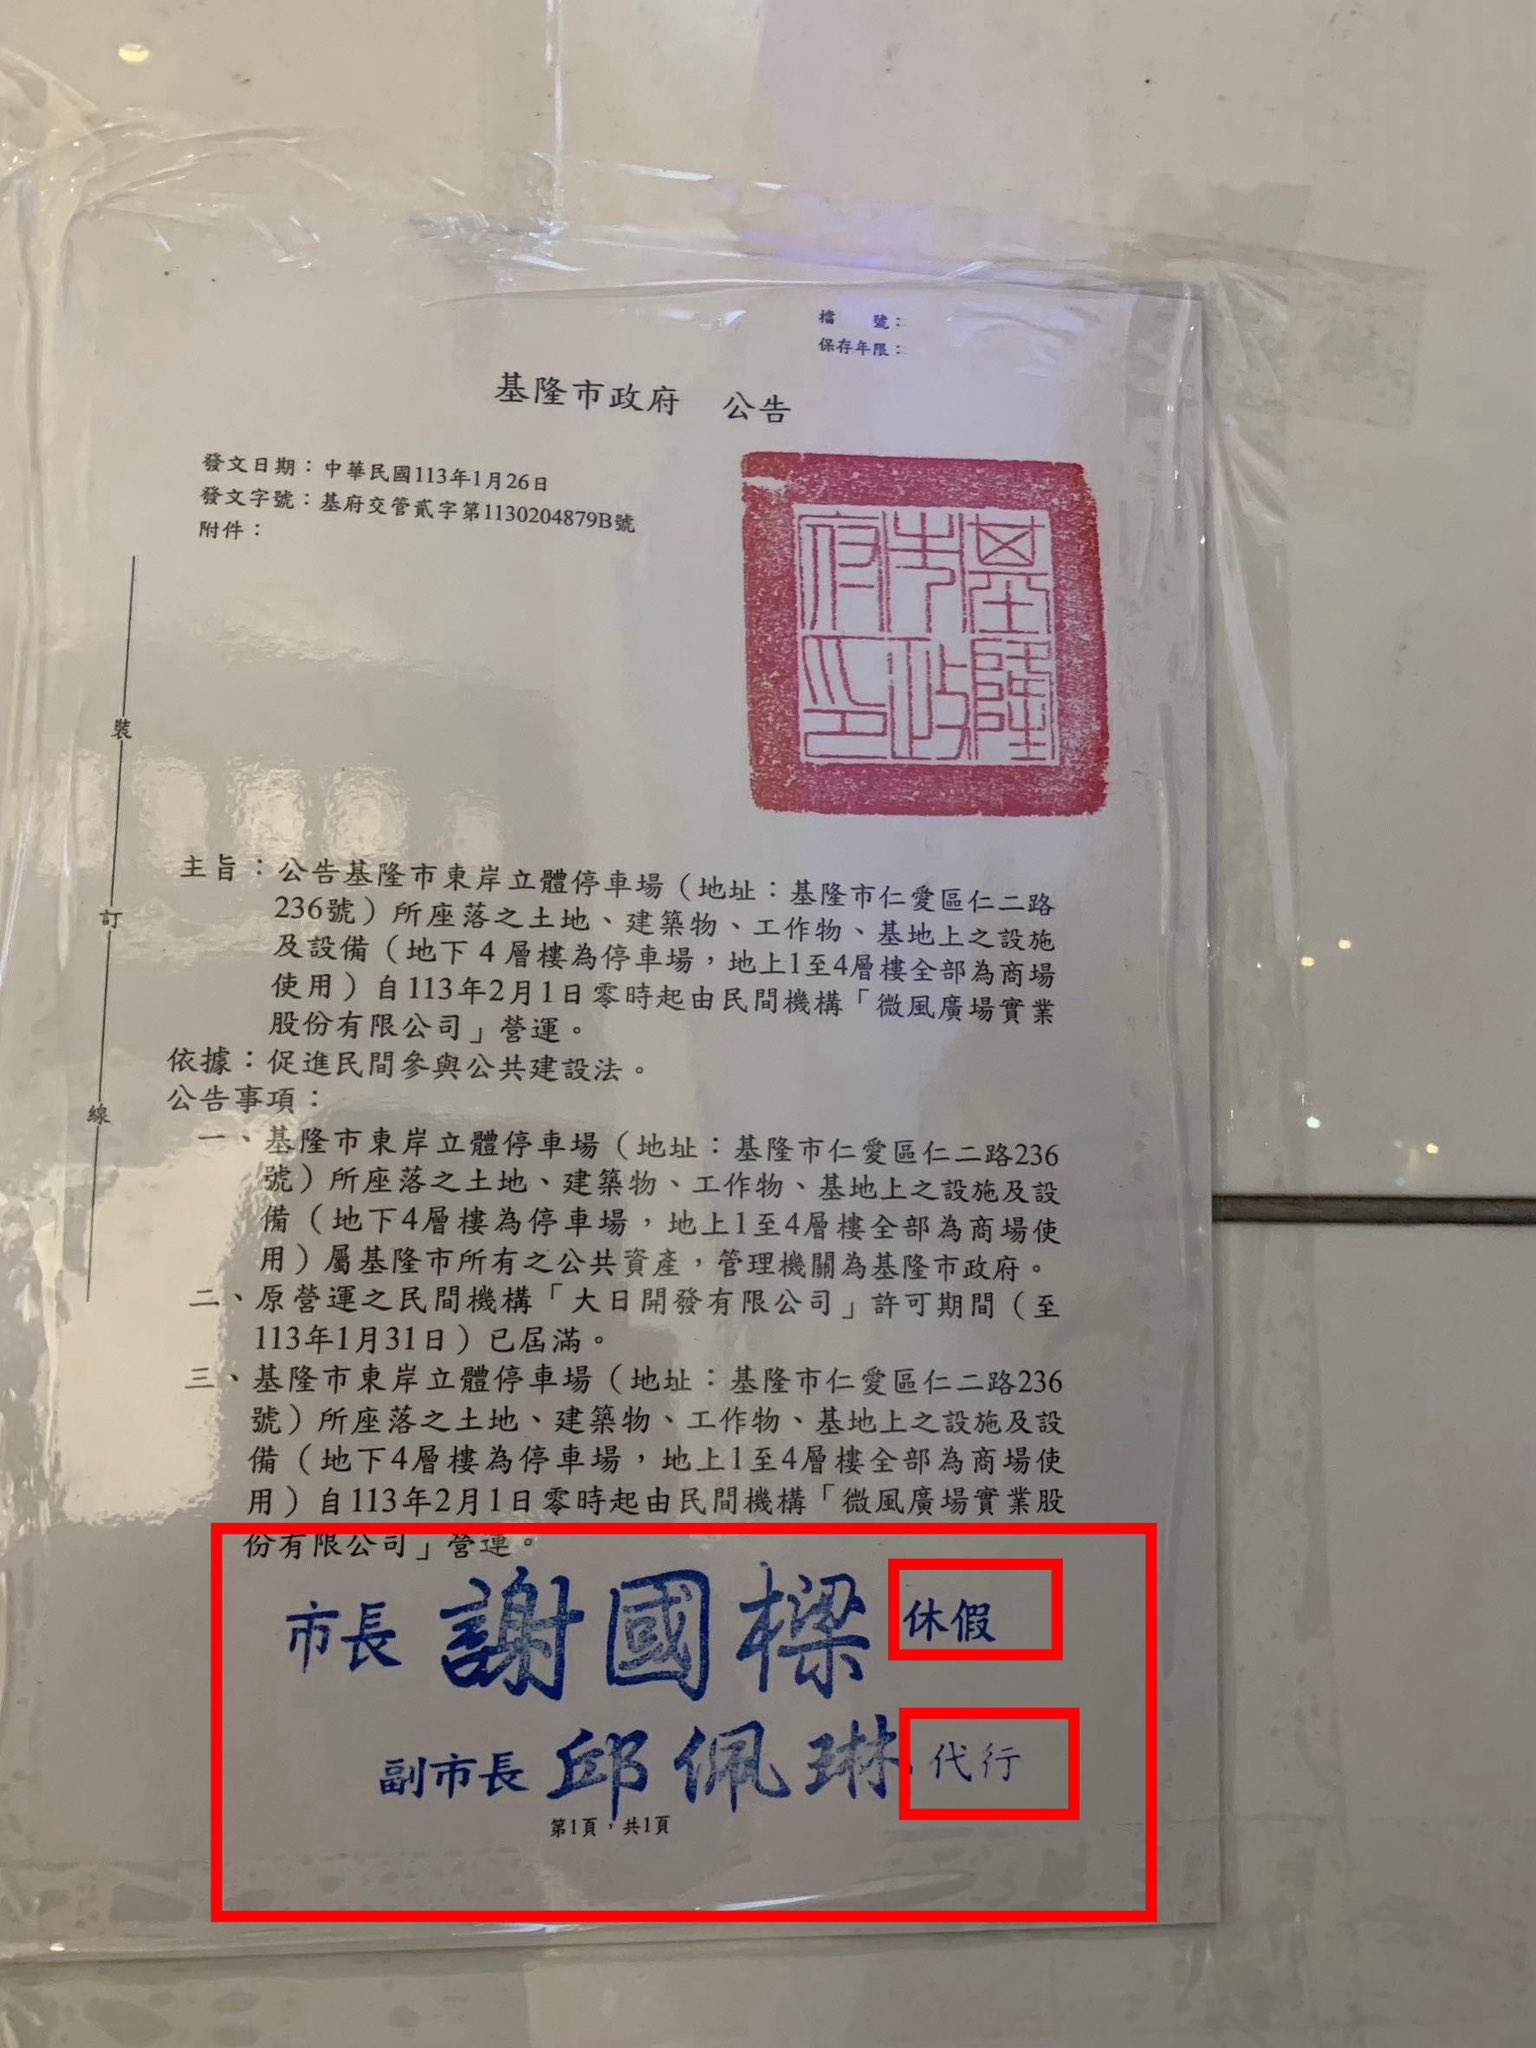 檔　　號：
保存年限：
基隆市政府　公告
發文日期：中華民國113年1月26日
發文字號：基府交管貳字第1130204879B號
附件：
基隆市政府印
裝
訂
線
主旨：公告基隆市東岸立體停車場（地址：基隆市仁愛區仁二路
236號）所座落之土地、建築物、工作物、基地上之設施
及設備（地下4層樓為停車場，地上1至4層樓全部為商場
使用）自113年2月1日零時起由民間機構「微風廣場實業
股份有限公司」營運。
依據：促進民間參與公共建設法。
公告事項：
一、基隆市東岸立體停車場（地址：基隆市仁愛區仁二路236
號）所座落之土地、建築物、工作物、基地上之設施及設
備（地下4層樓為停車場，地上1至4層樓全部為商場使
用）屬基隆市所有之公共資產，管理機關為基隆市政府。
二、原營運之民間機構「大日開發有限公司」許可期間（至
113年1月31日）已屆滿。
三、基隆市東岸立體停車場（地址：基隆市仁愛區仁二路236
號）所座落之土地、建築物、工作物、基地上之設施及設
備（地下4層樓為停車場，地上1至4層樓全部為商場使
用）自113年2月1日零時起由民間機構「微風廣場實業股
份有限公司」營運。
市長 謝國樑 休假
副市長 邱佩琳 代行
第1頁，共1頁